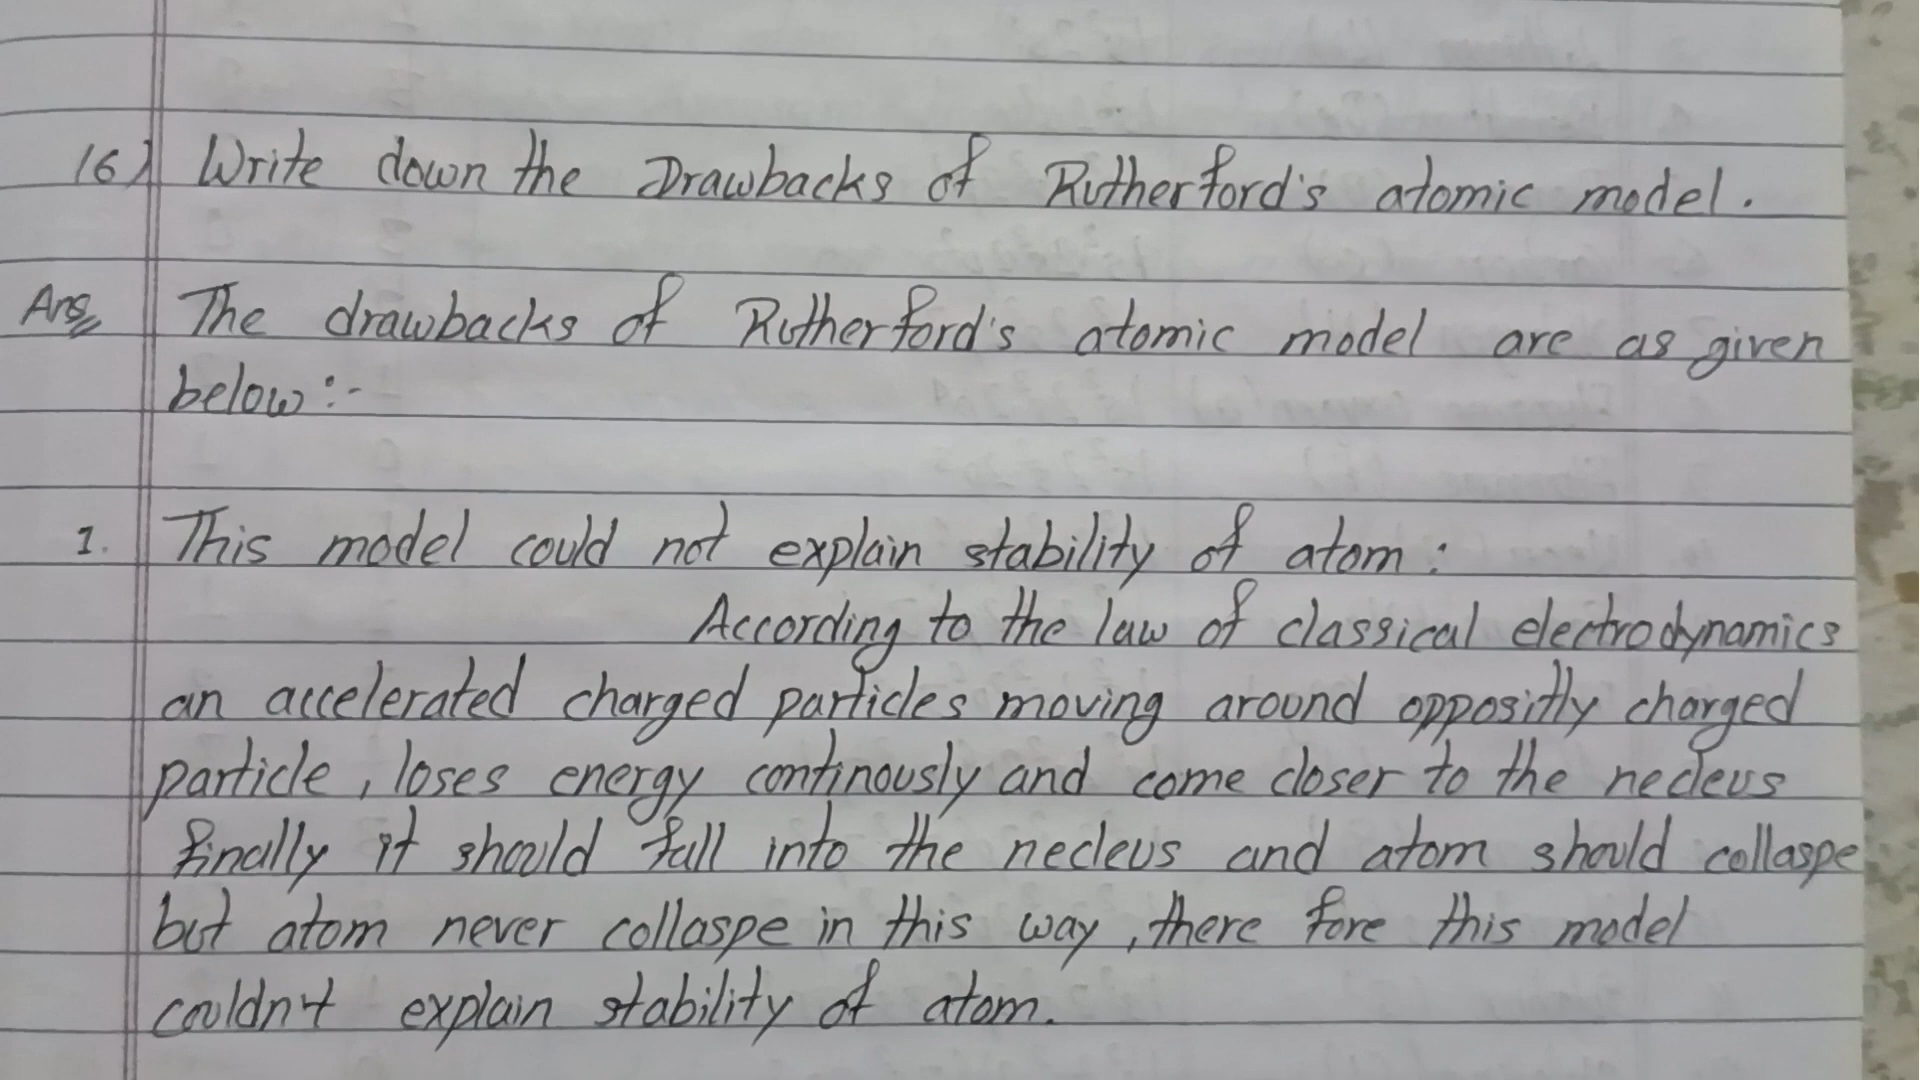 16) Write down the Drawbacks of Rutherford's atomic model.
Ans The drawbacks of Rutherford's atomic model are as given
below:-
1. This model could not explain stability of atom:
According to the law of classical electrodynamics
an accelerated charged particles moving around oppositly charged
particle, loses energy continously and come closer to the necleus
finally it should fall into the necleus and atom should collaspe
but atom never collaspe in this way, there fore this model
couldn't explain stability of atom.